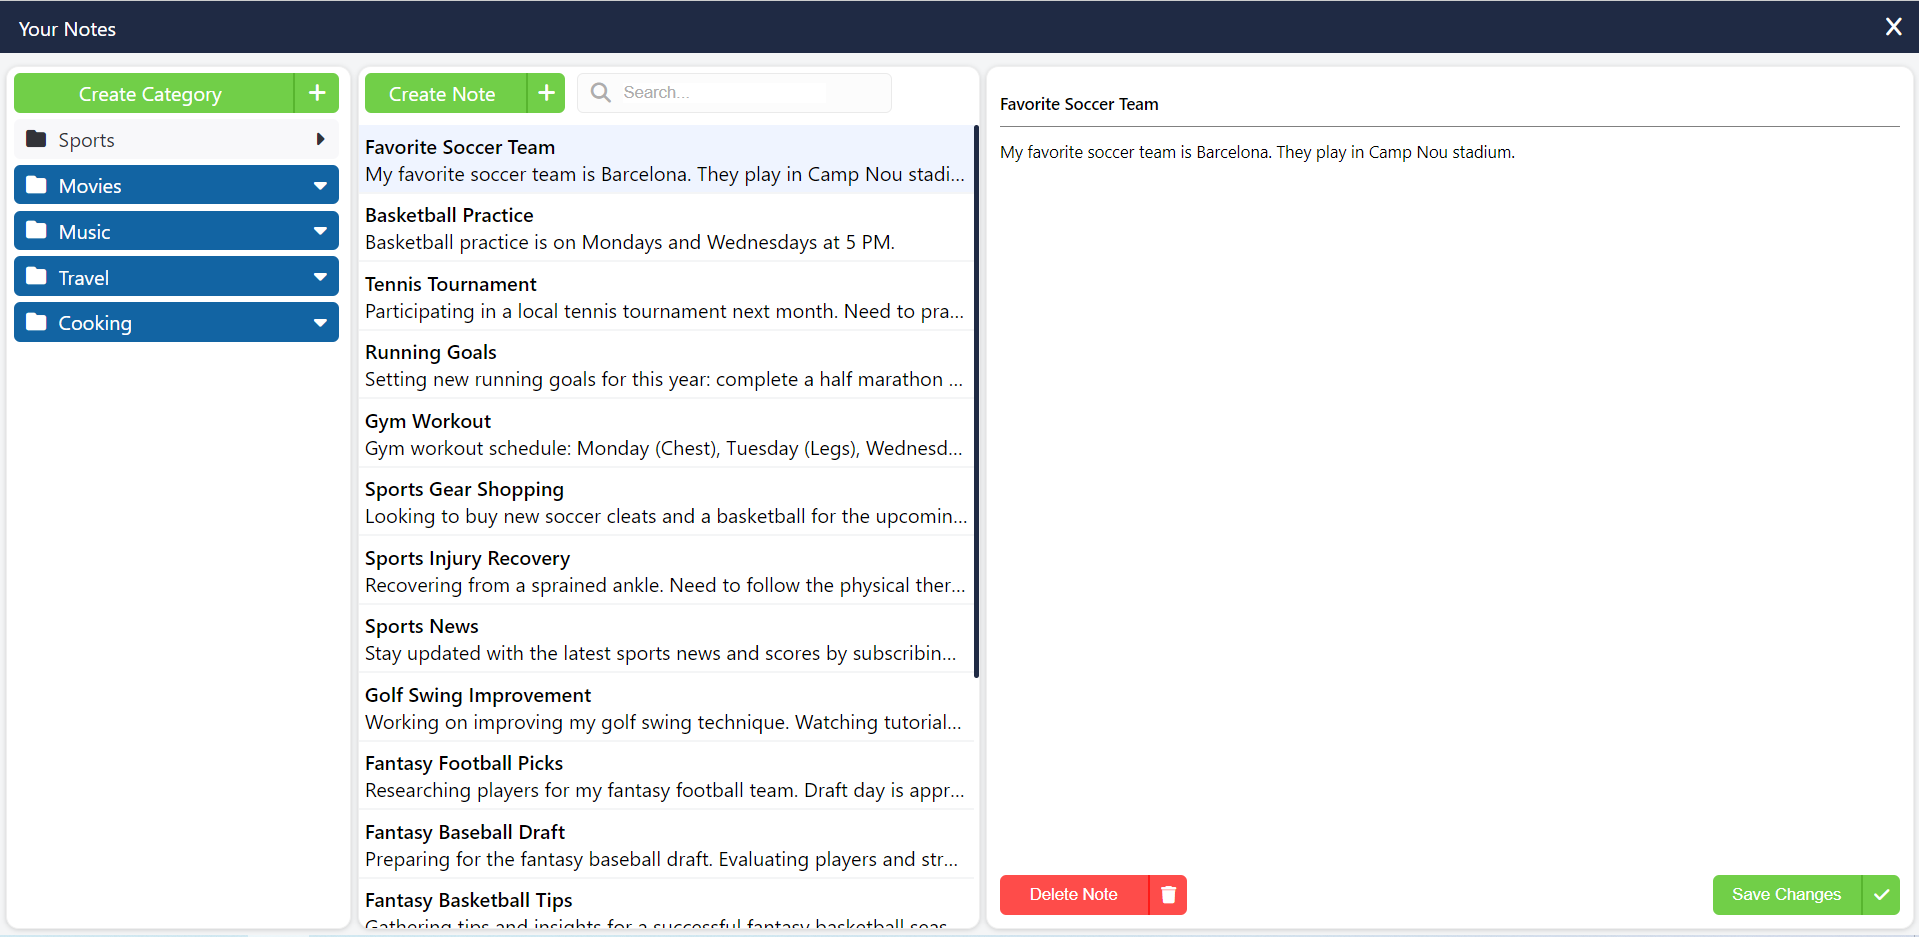 Your Notes
Create Category
Sports
Movies
Music
Travel
Cooking
Create Note
Search...
Favorite Soccer Team
My favorite soccer team is Barcelona. They play in Camp Nou stadi...
Basketball Practice
Basketball practice is on Mondays and Wednesdays at 5 PM.
Tennis Tournament
Participating in a local tennis tournament next month. Need to pra...
Running Goals
Setting new running goals for this year: complete a half marathon ...
Gym Workout
Gym workout schedule: Monday (Chest), Tuesday (Legs), Wednesd...
Sports Gear Shopping
Looking to buy new soccer cleats and a basketball for the upcomin...
Sports Injury Recovery
Recovering from a sprained ankle. Need to follow the physical ther...
Sports News
Stay updated with the latest sports news and scores by subscribin...
Golf Swing Improvement
Working on improving my golf swing technique. Watching tutorial...
Fantasy Football Picks
Researching players for my fantasy football team. Draft day is appr...
Fantasy Baseball Draft
Preparing for the fantasy baseball draft. Evaluating players and str...
Fantasy Basketball Tips
Gathering tips and insights for a successful fantasy basketball seas...
Favorite Soccer Team
My favorite soccer team is Barcelona. They play in Camp Nou stadium.
Delete Note
Save Changes